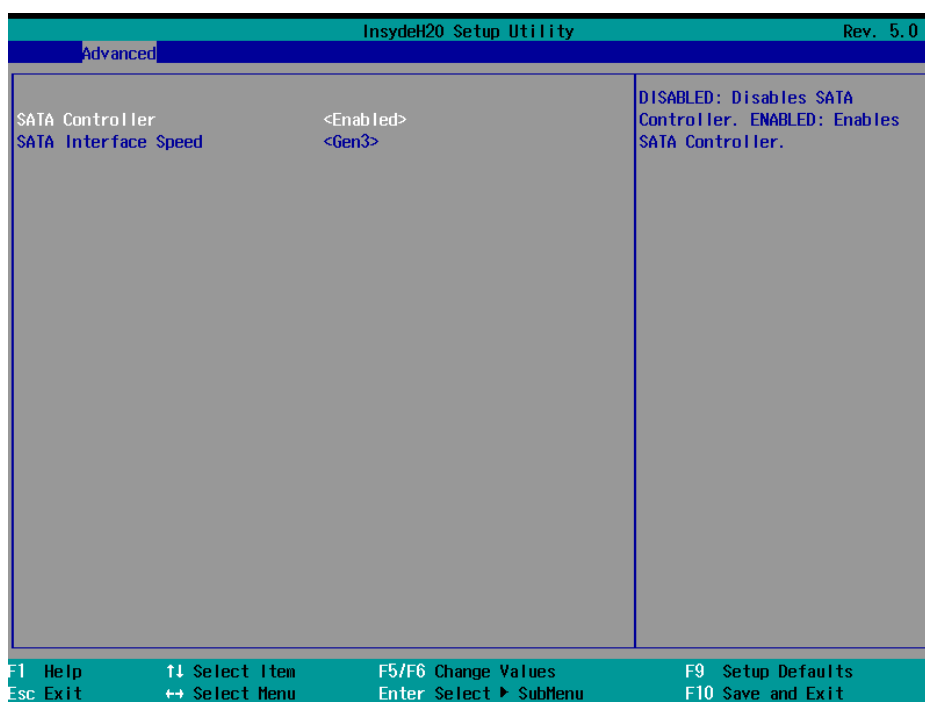 InsydeH20 Setup Utility Rev. 5.0
Advanced
SATA Controller <Enabled>
SATA Interface Speed <Gen3>
DISABLED: Disables SATA
Controller. ENABLED: Enables
SATA Controller.
F1 Help ↑↓ Select Item F5/F6 Change Values F9 Setup Defaults
Esc Exit ↔ Select Menu Enter Select ▶ SubMenu F10 Save and Exit